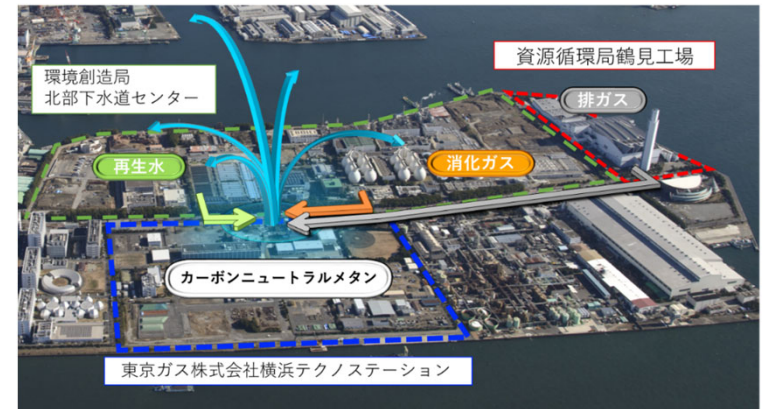 環境創造局
北部下水道センター
資源循環局鶴見工場
排ガス
再生水
消化ガス
カーボンニュートラルメタン
東京ガス株式会社横浜テクノステーション